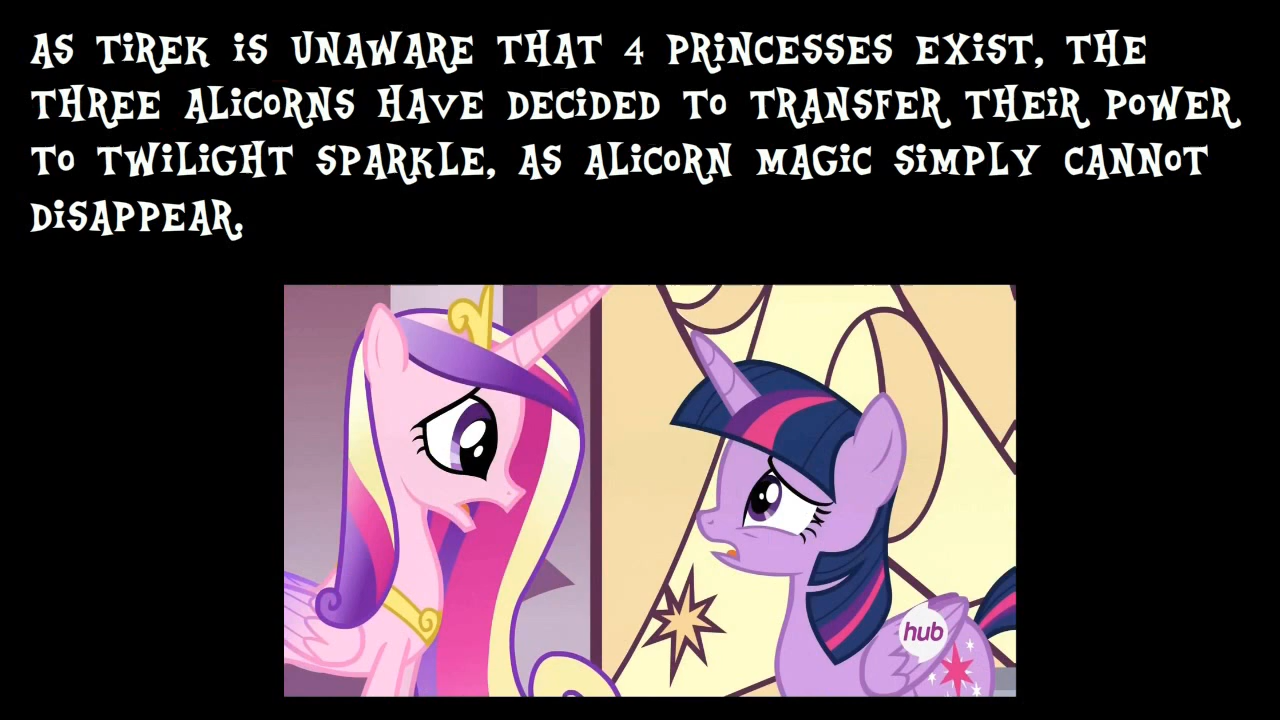 AS TiREK iS UNAWARE THAT 4 PRiNCESSES EXiST, THE
THREE ALiCORNS HAVE DECiDED TO TRANSFER THEiR POWER
TO TWiLiGHT SPARKLE, AS ALiCORN MAGiC SiMPLY CANNOT
DiSAPPEAR.
hub